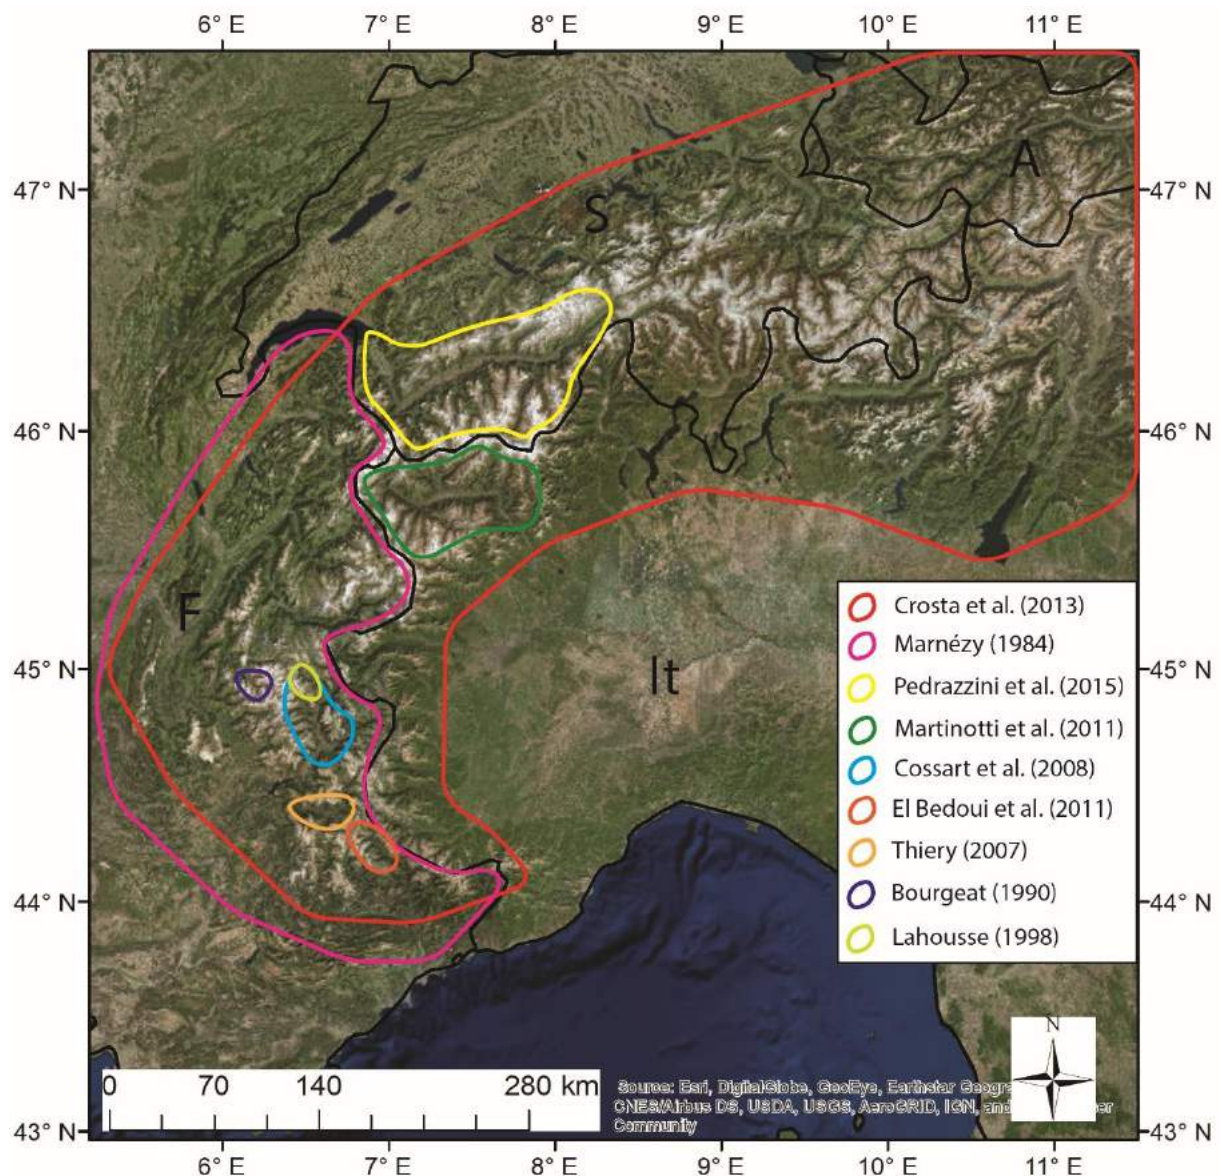 6° E 7° E 8° E 9° E 10° E 11° E
47° N 47° N
46° N 46° N
45° N 45° N
44° N 44° N
43° N 43° N
A
S
F
It
Crosta et al. (2013)
Marnézy (1984)
Pedrazzini et al. (2015)
Martinotti et al. (2011)
Cossart et al. (2008)
El Bedoui et al. (2011)
Thiery (2007)
Bourgeat (1990)
Lahousse (1998)
N
0 70 140 280 km
Source: Esri, DigitalGlobe, GeoEye, Earthstar
CNES/Airbus DS, USDA, USGS, AeroGRID, IGN, and
Community
6° E 7° E 8° E 9° E 10° E 11° E